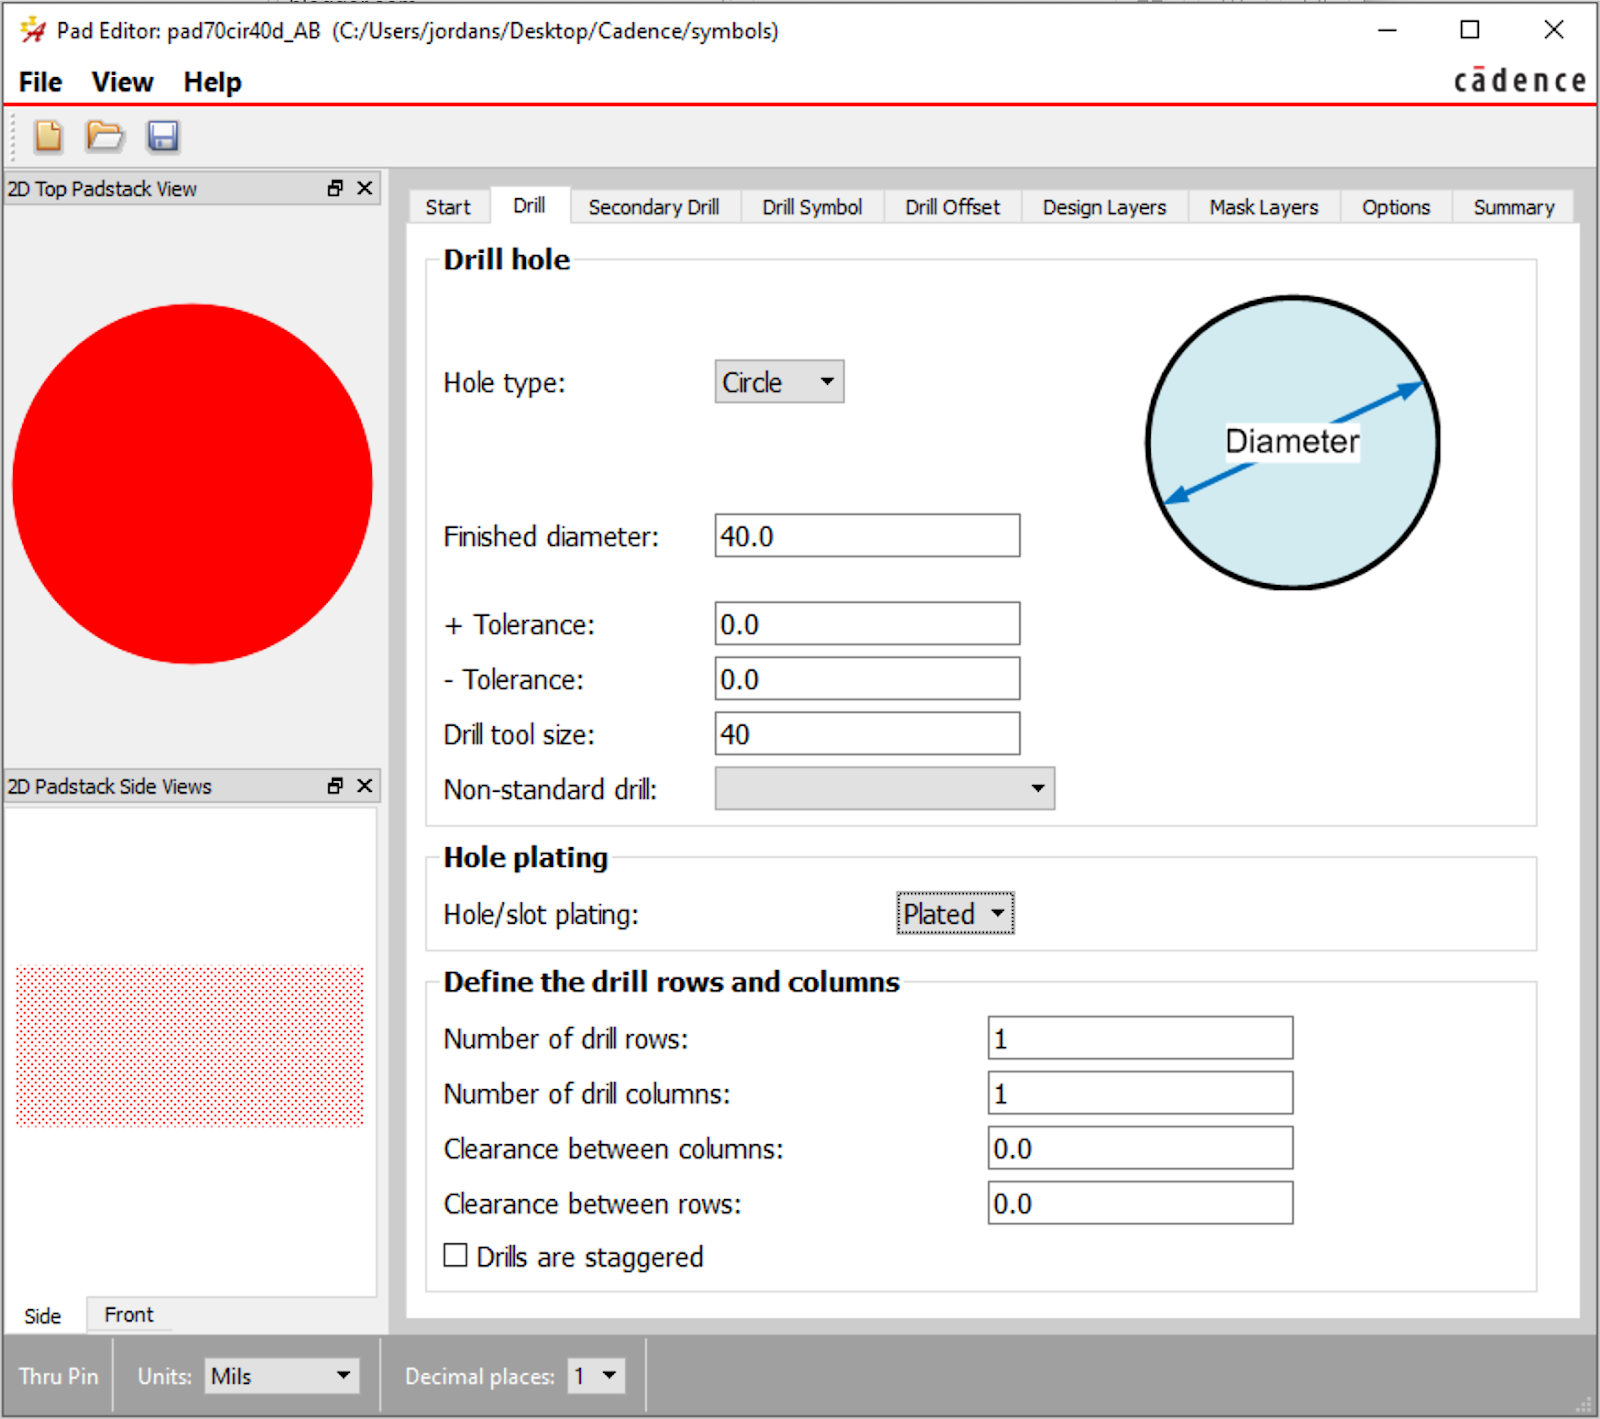 Pad Editor: pad70cir40d_AB (C:/Users/jordans/Desktop/Cadence/symbols)
File View Help
cādence
2D Top Padstack View
Start Drill Secondary Drill Drill Symbol Drill Offset Design Layers Mask Layers Options Summary
Drill hole
Hole type: Circle
Diameter
Finished diameter: 40.0
+ Tolerance: 0.0
- Tolerance: 0.0
Drill tool size: 40
Non-standard drill:
2D Padstack Side Views
Hole plating
Hole/slot plating: Plated
Define the drill rows and columns
Number of drill rows: 1
Number of drill columns: 1
Clearance between columns: 0.0
Clearance between rows: 0.0
Drills are staggered
Side Front
Thru Pin Units: Mils Decimal places: 1